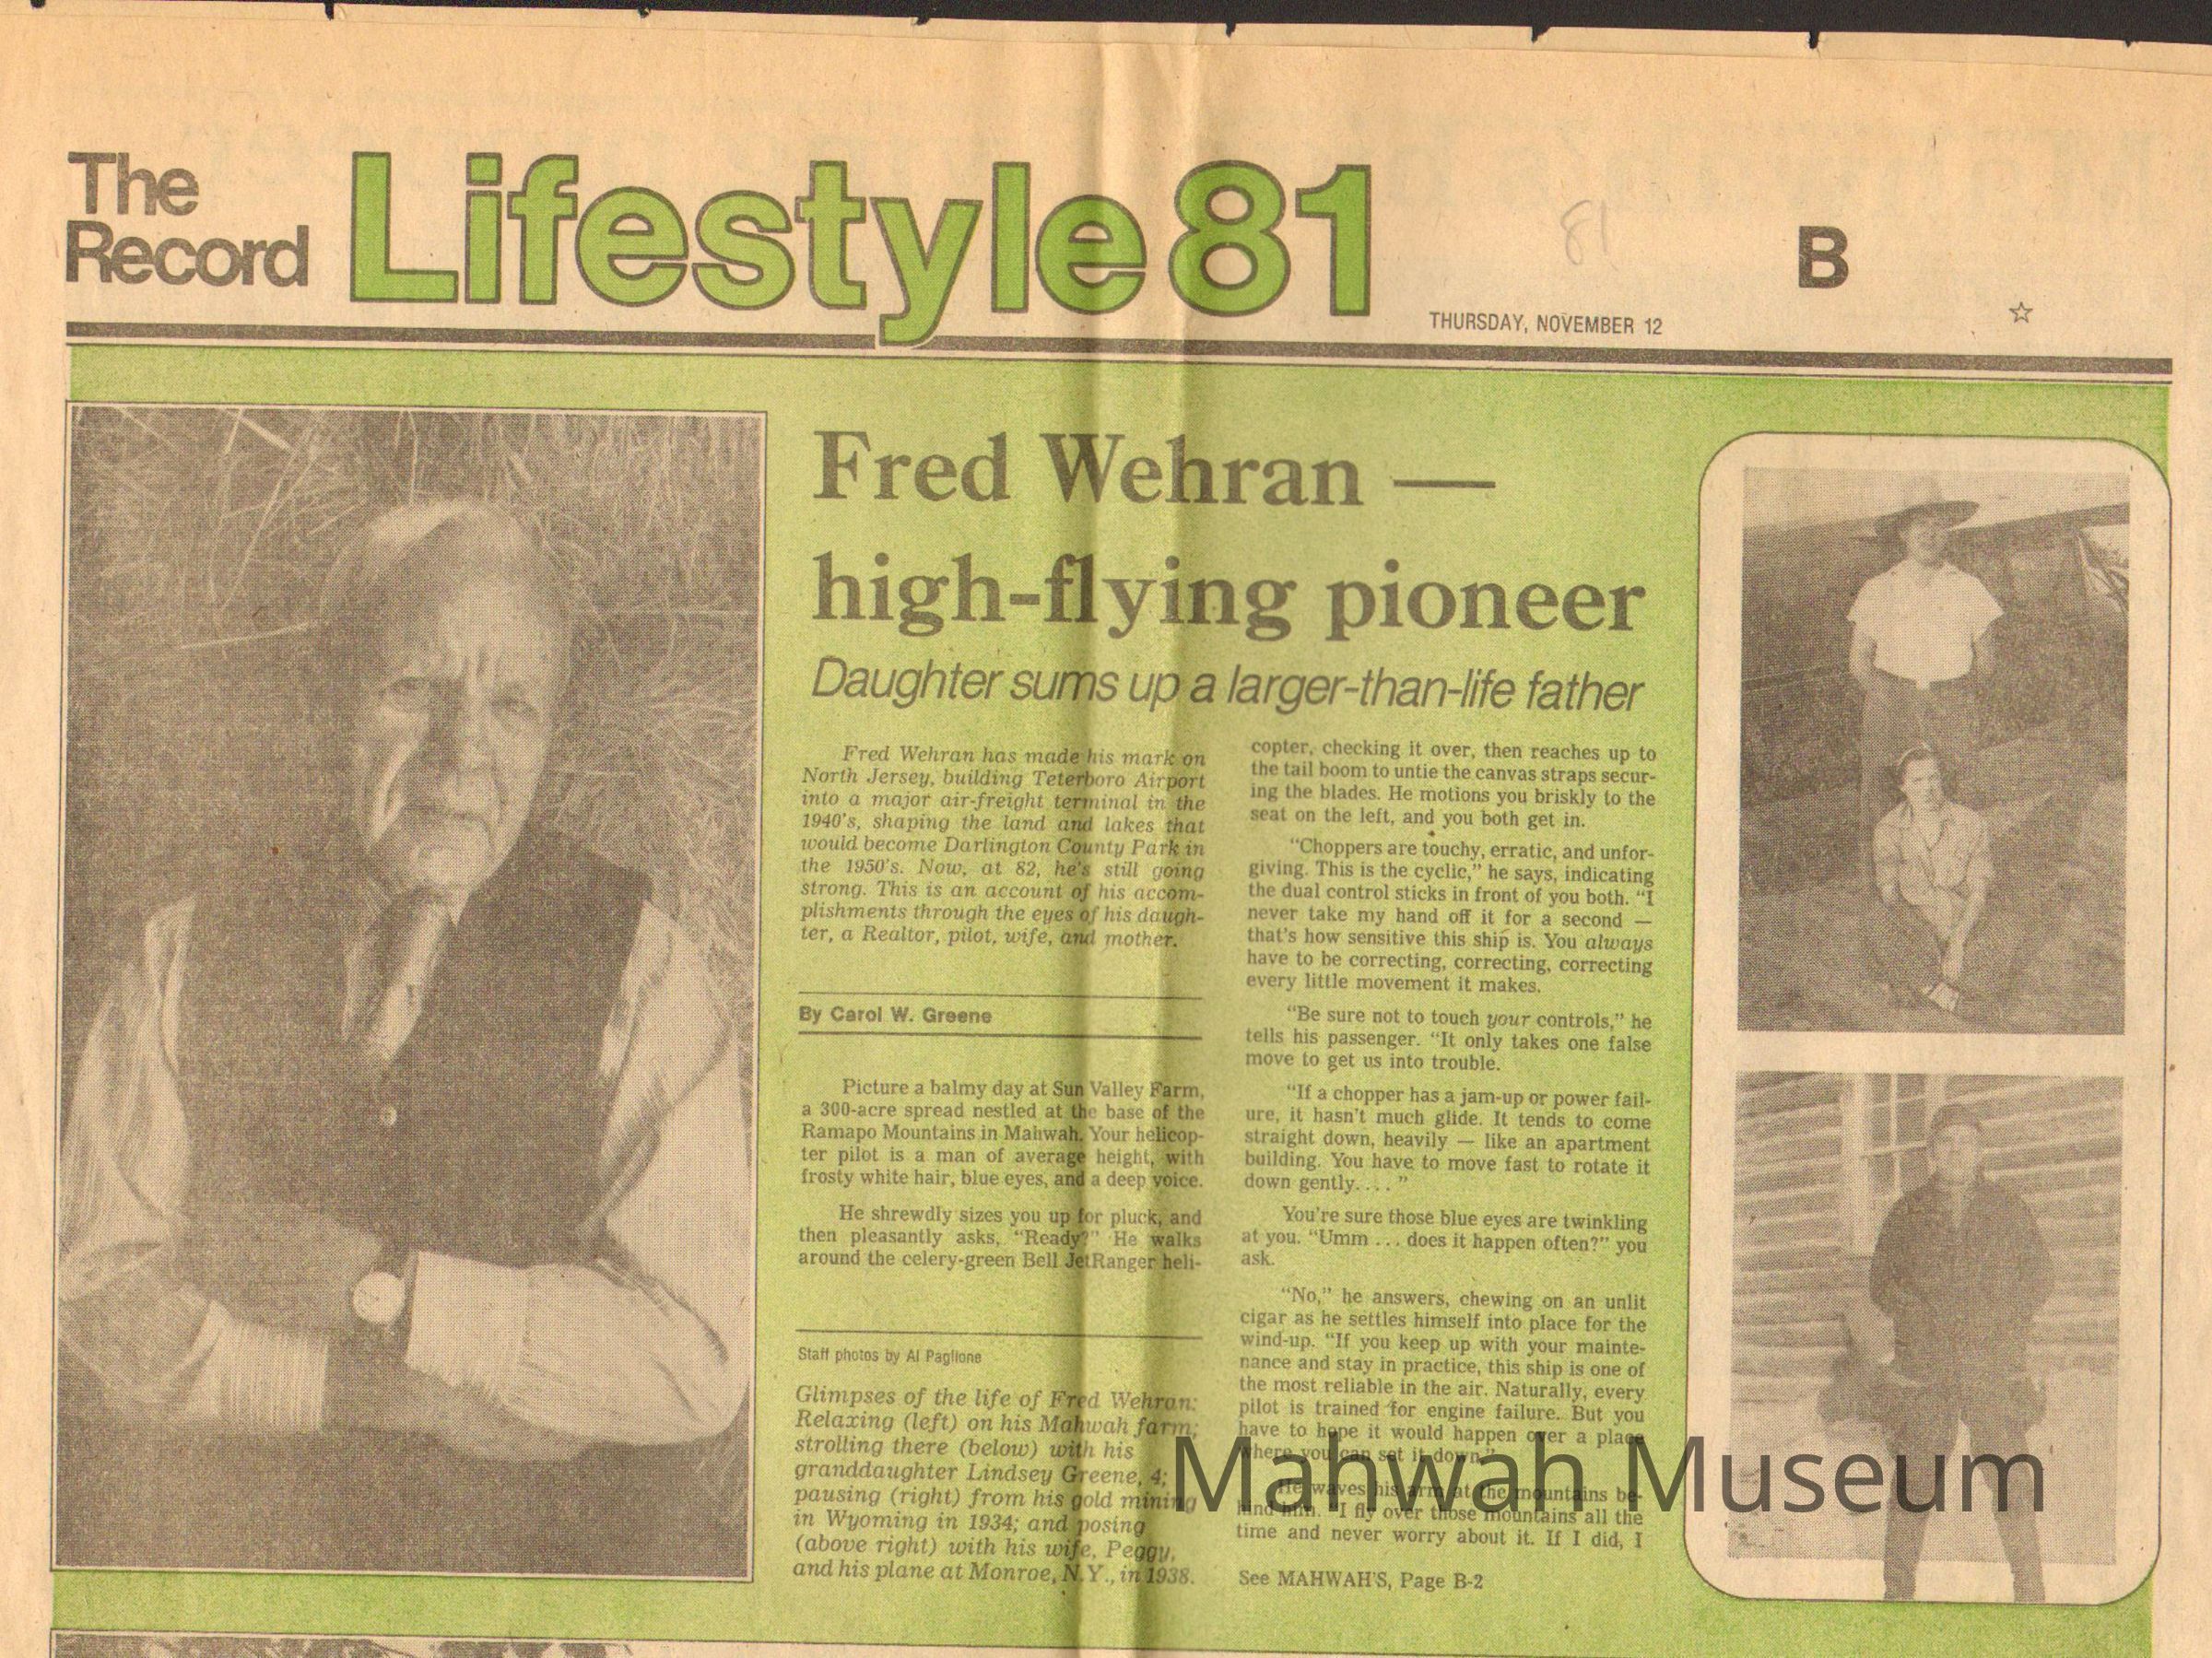 The
Record
Lifestyle 81
81
B
THURSDAY, NOVEMBER 12
Fred Wehran —
high-flying pioneer
Daughter sums up a larger-than-life father
Fred Wehran has made his mark on
North Jersey, building Teterboro Airport
into a major air-freight terminal in the
1940's, shaping the land and lakes that
would become Darlington County Park in
the 1950's. Now, at 82, he's still going
strong. This is an account of his accom-
plishments through the eyes of his daugh-
ter, a Realtor, pilot, wife, and mother.
By Carol W. Greene
Picture a balmy day at Sun Valley Farm,
a 300-acre spread nestled at the base of the
Ramapo Mountains in Mahwah. Your helicop-
ter pilot is a man of average height, with
frosty white hair, blue eyes, and a deep voice.
He shrewdly sizes you up for pluck, and
then pleasantly asks, “Ready?” He walks
around the celery-green Bell JetRanger heli-
Staff photos by Al Paglione
Glimpses of the life of Fred Wehran:
Relaxing (left) on his Mahwah farm;
strolling there (below) with his
granddaughter Lindsey Greene, 4;
pausing (right) from his gold mining
in Wyoming in 1934; and posing
(above right) with his wife, Peggy,
and his plane at Monroe, N.Y., in 1938.
copter, checking it over, then reaches up to
the tail boom to untie the canvas straps secur-
ing the blades. He motions you briskly to the
seat on the left, and you both get in.
“Choppers are touchy, erratic, and unfor-
giving. This is the cyclic,” he says, indicating
the dual control sticks in front of you both. “I
never take my hand off it for a second —
that's how sensitive this ship is. You always
have to be correcting, correcting, correcting
every little movement it makes.
“Be sure not to touch your controls,” he
tells his passenger. “It only takes one false
move to get us into trouble.
“If a chopper has a jam-up or power fail-
ure, it hasn't much glide. It tends to come
straight down, heavily — like an apartment
building. You have to move fast to rotate it
down gently. . . . ”
You're sure those blue eyes are twinkling
at you. “Umm . . . does it happen often?” you
ask.
“No,” he answers, chewing on an unlit
cigar as he settles himself into place for the
wind-up. “If you keep up with your mainte-
nance and stay in practice, this ship is one of
the most reliable in the air. Naturally, every
pilot is trained for engine failure. But you
have to hope it would happen over a place
where you can set it down.”
He waves his arm at the mountains be-
hind him. “I fly over those mountains all the
time and never worry about it. If I did, I
See MAHWAH'S, Page B-2
Mahwah Museum